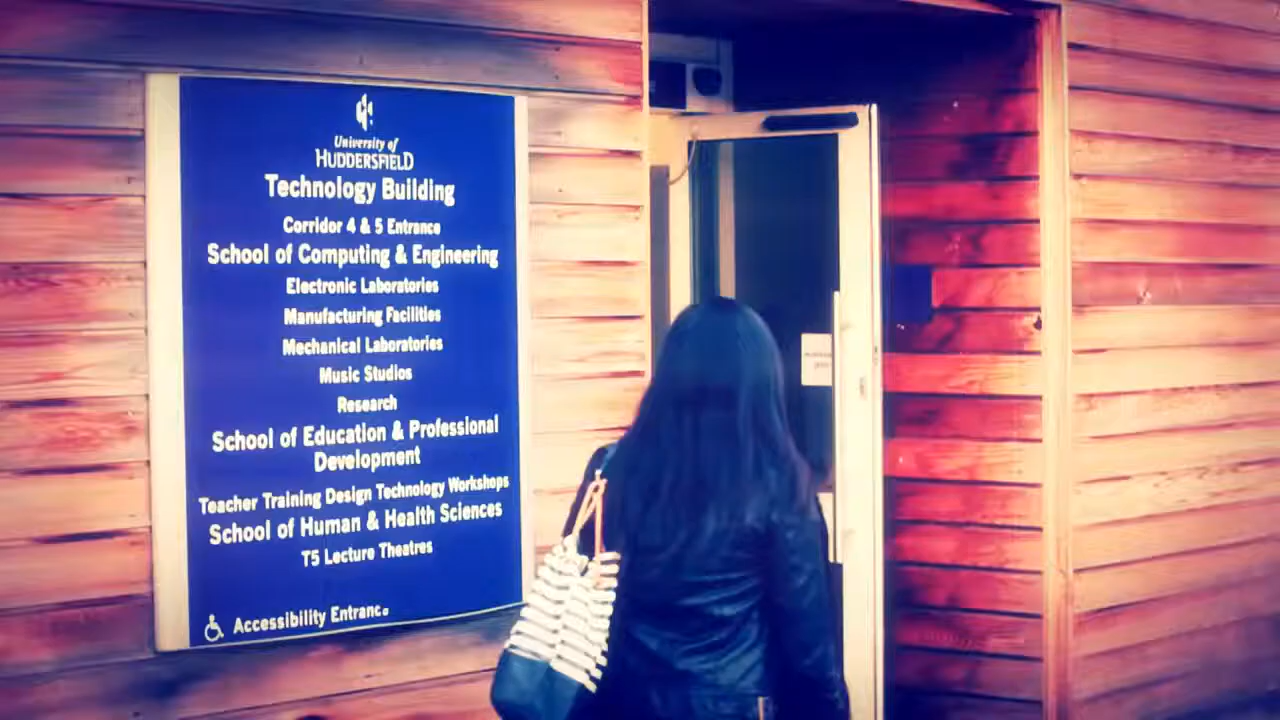 University of
HUDDERSFIELD
Technology Building
Corridor 4 & 5 Entrance
School of Computing & Engineering
Electronic Laboratories
Manufacturing Facilities
Mechanical Laboratories
Music Studios
Research
School of Education & Professional
Development
Teacher Training Design Technology Workshops
School of Human & Health Sciences
T5 Lecture Theatres
Accessibility Entrance